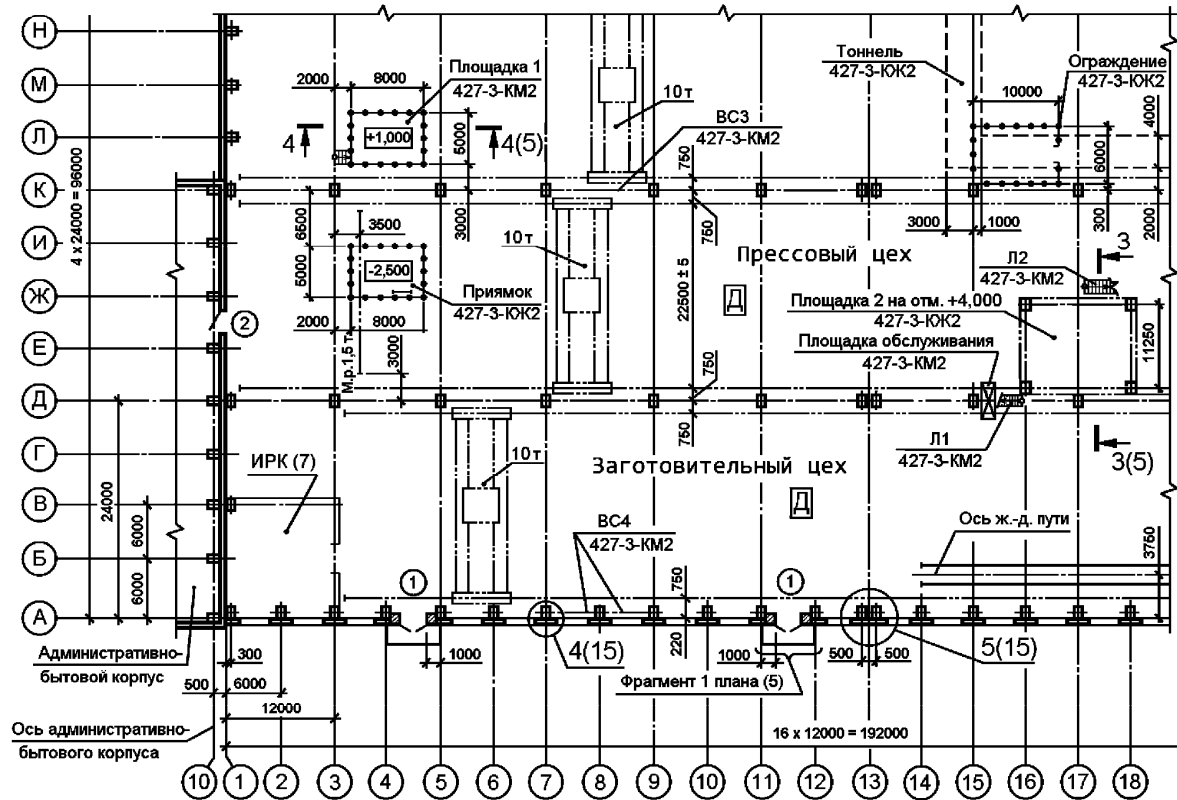 Н
М
Л
К
И
Ж
Е
Д
Г
В
Б
А
4 х 24000 = 96000
2000
8000
Площадка 1
427-3-КМ2
+1,000
5000
4
4(5)
3000
10т
ВС3
427-3-КМ2
750
750
22500 ± 5
750
750
Тоннель
427-3-КЖ2
Ограждение
427-3-КЖ2
10000
4000
6000
300
2000
3000
1000
6500
3500
5000
-2,500
Приямок
427-3-КЖ2
2000
8000
М.р.1,5 т
3000
10т
Прессовый цех
Д
Л2
427-3-КМ2
3
Площадка 2 на отм. +4,000
427-3-КЖ2
Площадка обслуживания
427-3-КМ2
11250
2
Л1
427-3-КМ2
3(5)
ИРК (7)
24000
6000
6000
10т
Заготовительный цех
Д
ВС4
427-3-КМ2
Ось ж.-д. пути
3750
750
220
1
1
Административно-
бытовой корпус
300
500
6000
12000
1000
4(15)
1000
500
500
5(15)
Фрагмент 1 плана (5)
Ось административно-
бытового корпуса
16 х 12000 = 192000
10
1
2
3
4
5
6
7
8
9
10
11
12
13
14
15
16
17
18